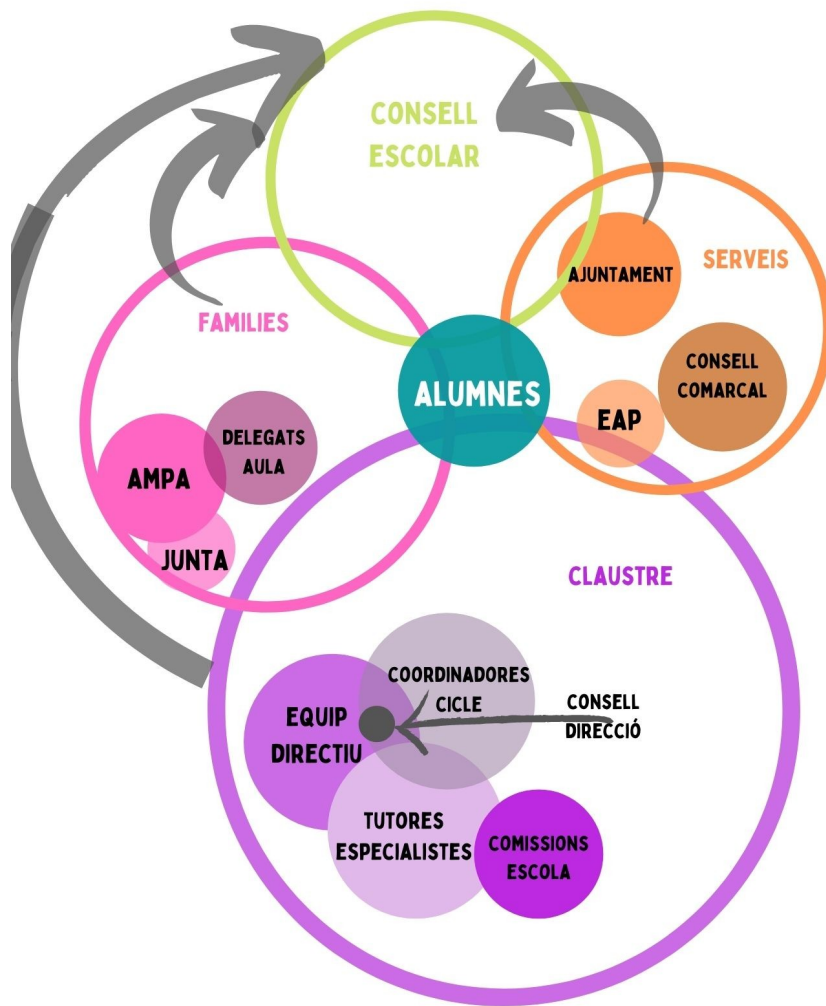 CONSELL
ESCOLAR
SERVEIS
AJUNTAMENT
FAMILIES
CONSELL
COMARCAL
ALUMNES
EAP
DELEGATS
AULA
AMPA
JUNTA
CLAUSTRE
COORDINADORES
CICLE
CONSELL
DIRECCIÓ
EQUIP
DIRECTIU
TUTORES
ESPECIALISTES
COMISSIONS
ESCOLA